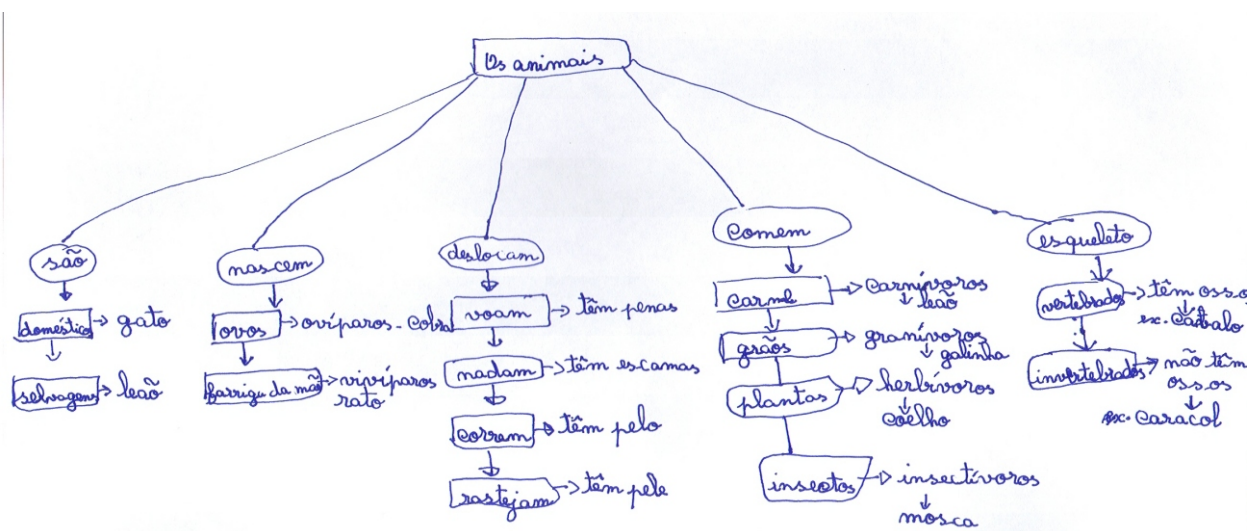 Os animais
são
doméstico → gato
selvagens → leão
nascem
ovos → ovíparos - cobra
barriga da mãe → vivíparos
rato
deslocam
voam → têm penas
nadam → têm escamas
correm → têm pelo
rastejam → têm pele
Comem
Carne → Carnívoros
leão
grãos → granívoros
galinha
plantas → herbívoros
Coelho
insectos → insectívoros
mosca
esqueleto
vertebrados → têm ossos
ex. Cavalo
invertebrados → não têm
ossos
ex. Caracol